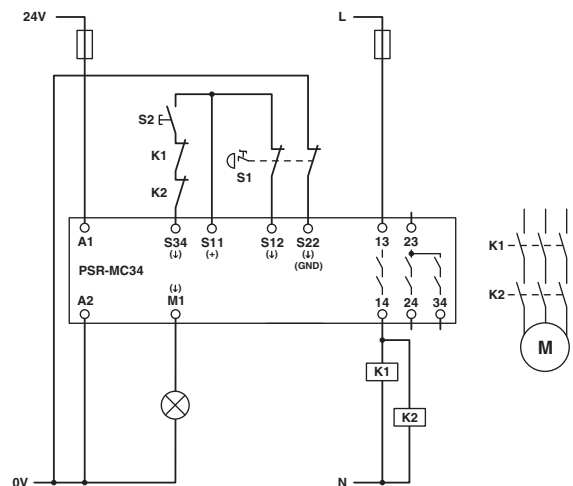 24V
L
S2
K1
K2
S1
A1
S34
(↓)
S11
(+)
S12
(↓)
S22
(↓)
(GND)
13
23
PSR-MC34
A2
(↓)
M1
14
24
34
K1
K2
K1
K2
M
0V
N